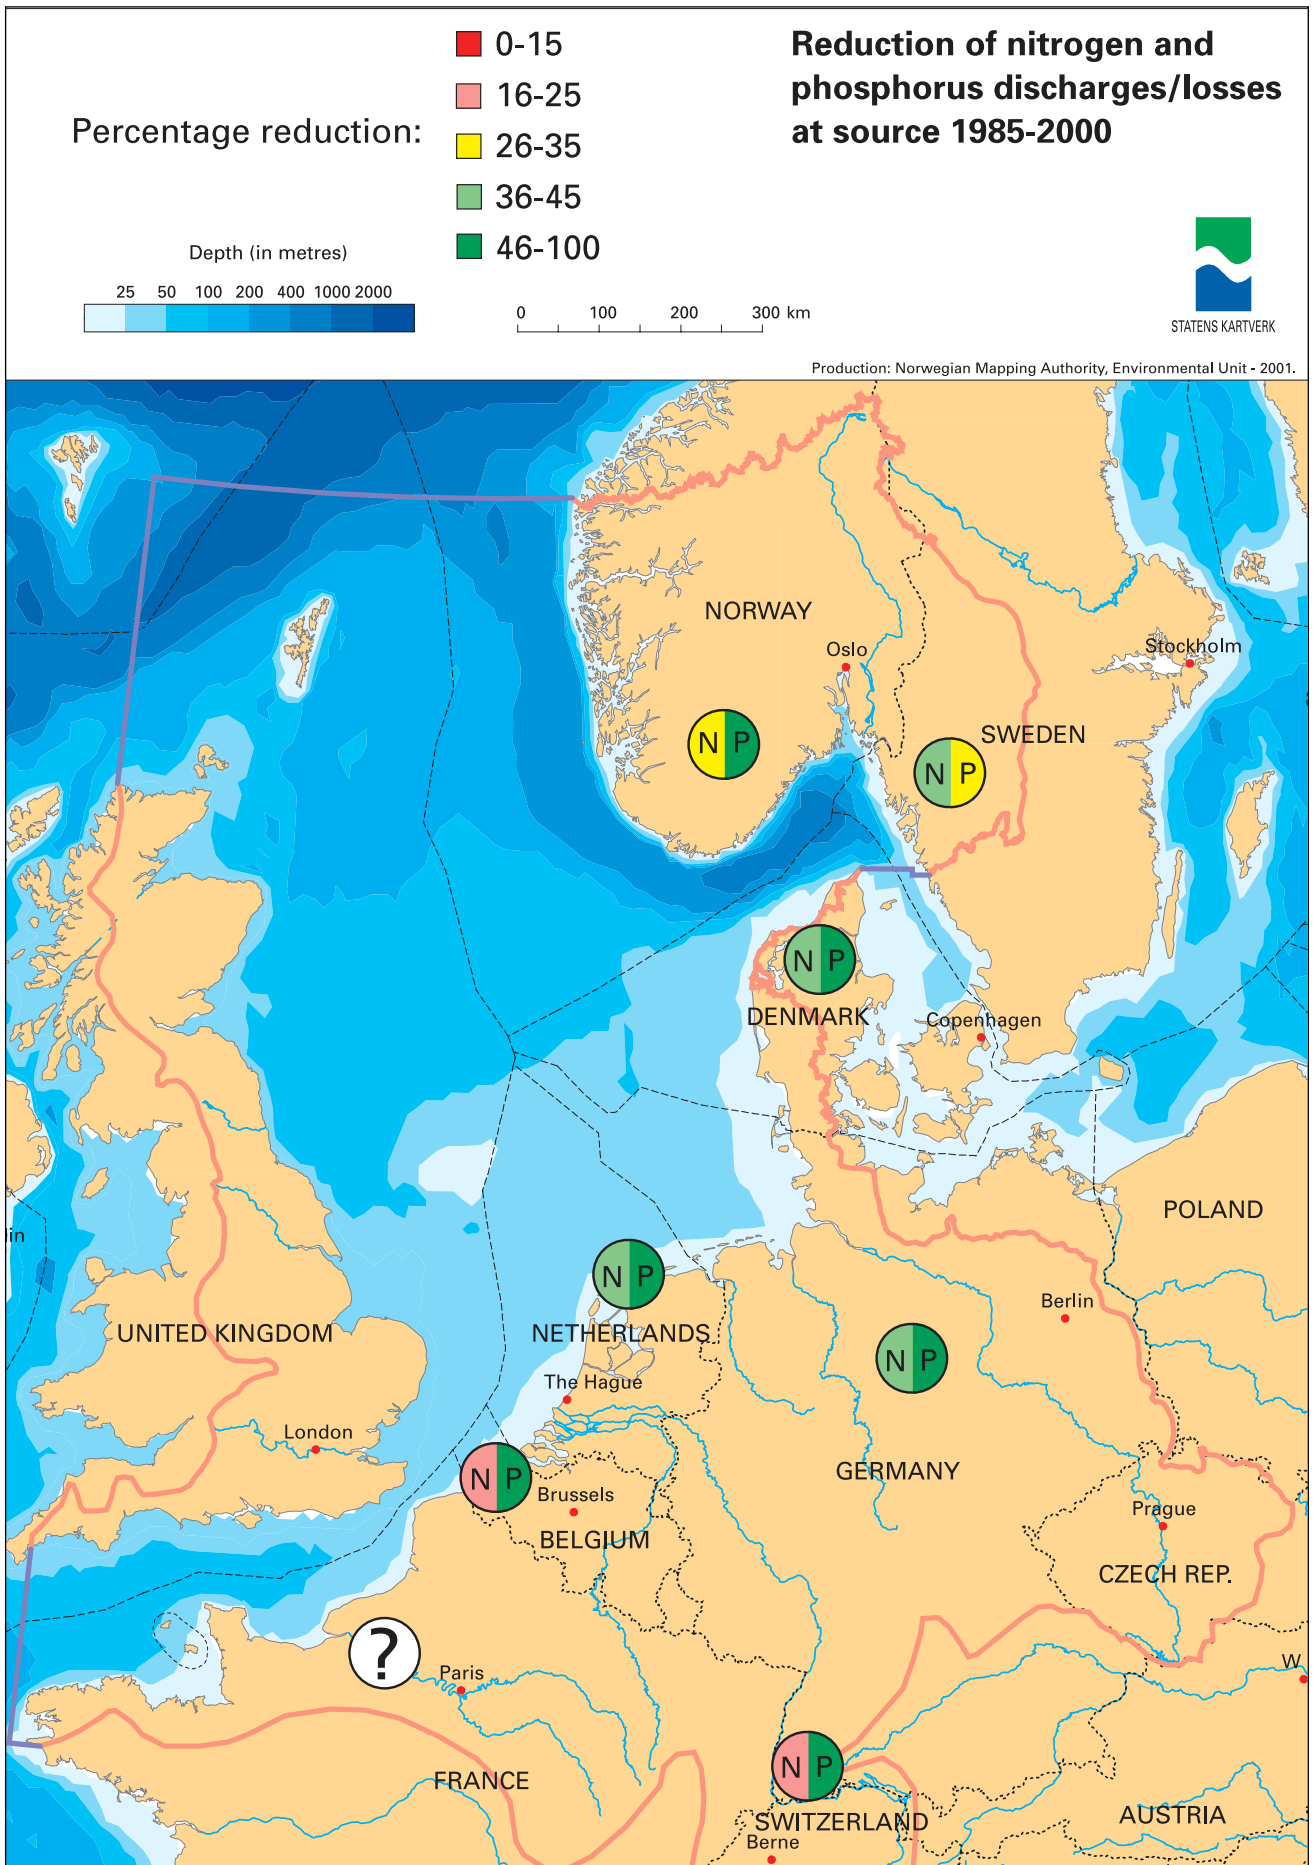 Reduction of nitrogen and
phosphorus discharges/losses
at source 1985-2000
Percentage reduction:
0-15
16-25
26-35
36-45
46-100
Depth (in metres)
25 50 100 200 400 1000 2000
0 100 200 300 km
STATENS KARTVERK
Production: Norwegian Mapping Authority, Environmental Unit - 2001.
NORWAY
Oslo
Stockholm
SWEDEN
N P
N P
N P
DENMARK
Copenhagen
POLAND
lin
N P
Berlin
UNITED KINGDOM
NETHERLANDS
N P
The Hague
London
GERMANY
N P
Brussels
Prague
BELGIUM
CZECH REP.
?
Paris
W
N P
FRANCE
SWITZERLAND
AUSTRIA
Berne